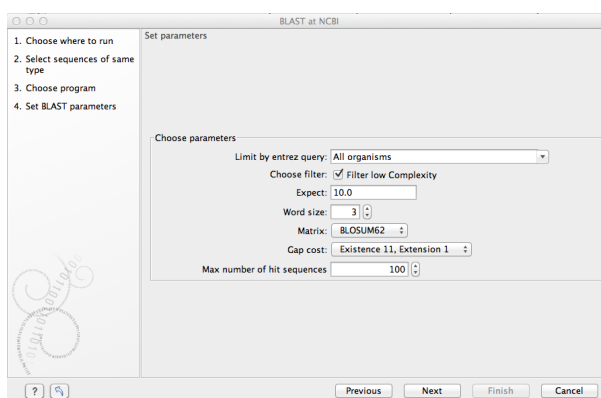 BLAST at NCBI
1. Choose where to run
2. Select sequences of same
type
3. Choose program
4. Set BLAST parameters
Set parameters
Choose parameters
Limit by entrez query: All organisms
Choose filter: Filter low Complexity
Expect: 10.0
Word size: 3
Matrix: BLOSUM62
Gap cost: Existence 11, Extension 1
Max number of hit sequences 100
? Previous Next Finish Cancel